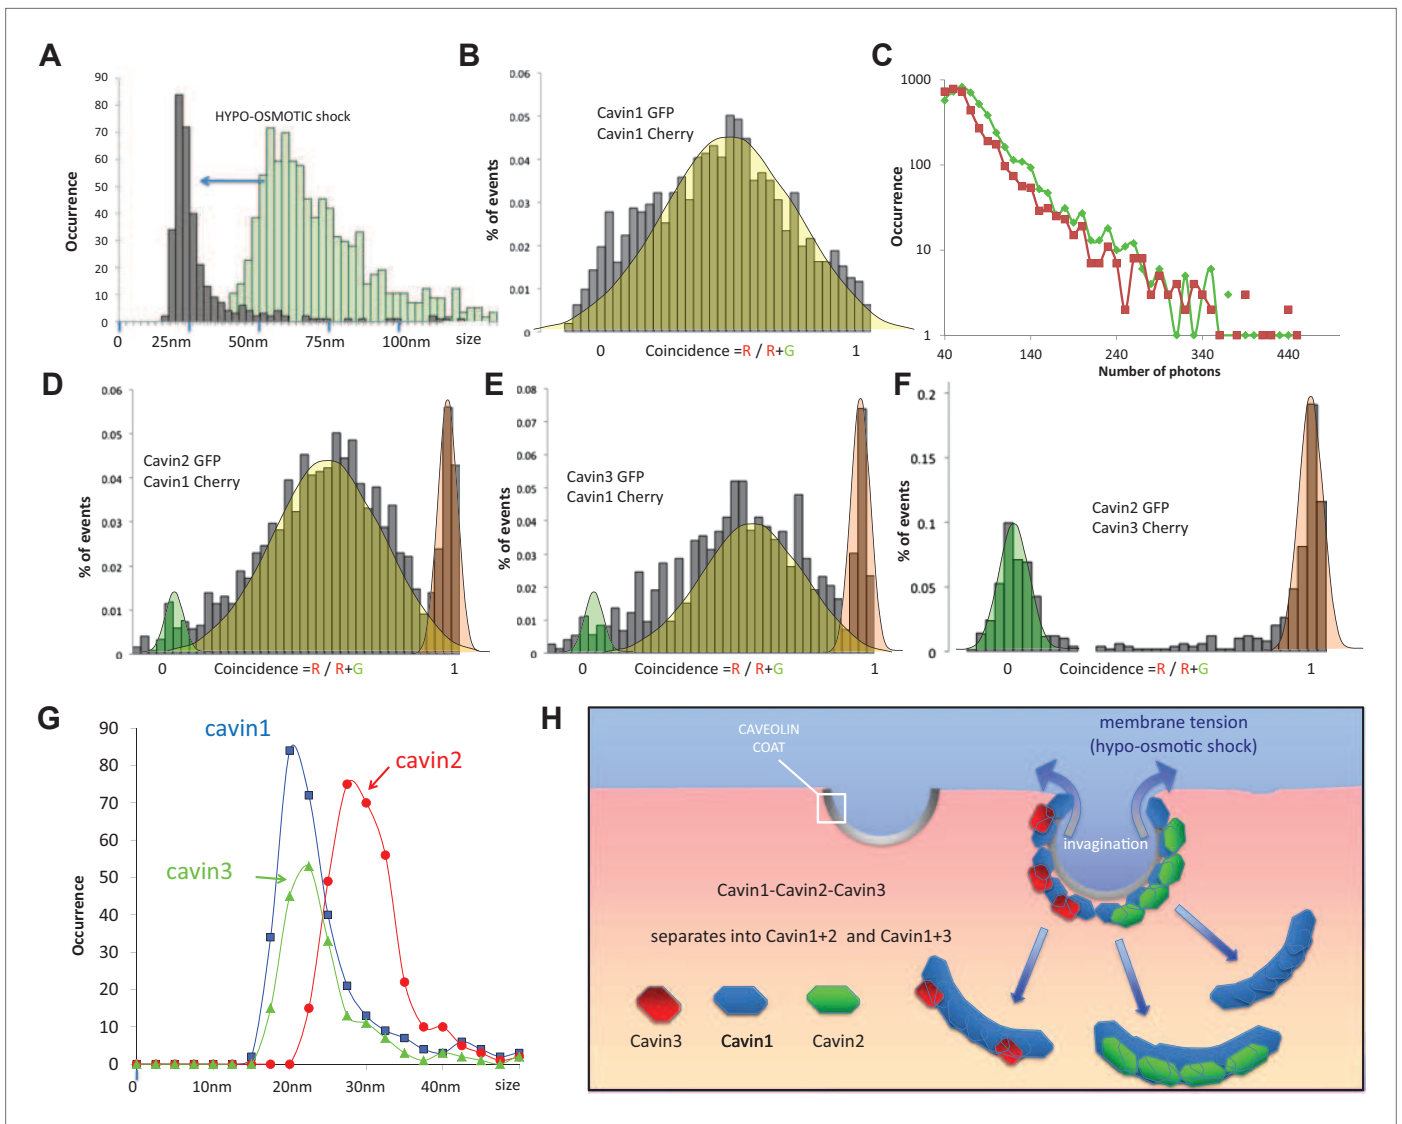 A
Occurrence
90
80
70
60
50
40
30
20
10
0
HYPO-OSMOTIC shock
0 25nm 50nm 75nm 100nm size
B
% of events
0.06
0.05
0.04
0.03
0.02
0.01
0
Cavin1 GFP
Cavin1 Cherry
0 Coincidence =R / R+G 1
C
Occurrence
1000
100
10
1
40 140 240 340 440
Number of photons
D
% of events
0.06
0.05
0.04
0.03
0.02
0.01
0
Cavin2 GFP
Cavin1 Cherry
0 Coincidence =R / R+G 1
E
% of events
0.08
0.07
0.06
0.05
0.04
0.03
0.02
0.01
0
Cavin3 GFP
Cavin1 Cherry
0 Coincidence =R / R+G 1
F
% of events
0.2
0.15
0.1
0.05
0
Cavin2 GFP
Cavin3 Cherry
0 Coincidence =R / R+G 1
G
Occurrence
90
80
70
60
50
40
30
20
10
0
cavin1
cavin2
cavin3
0 10nm 20nm 30nm 40nm size
H
CAVEOLIN
COAT
membrane tension
(hypo-osmotic shock)
invagination
Cavin1-Cavin2-Cavin3
separates into Cavin1+2 and Cavin1+3
Cavin3 Cavin1 Cavin2